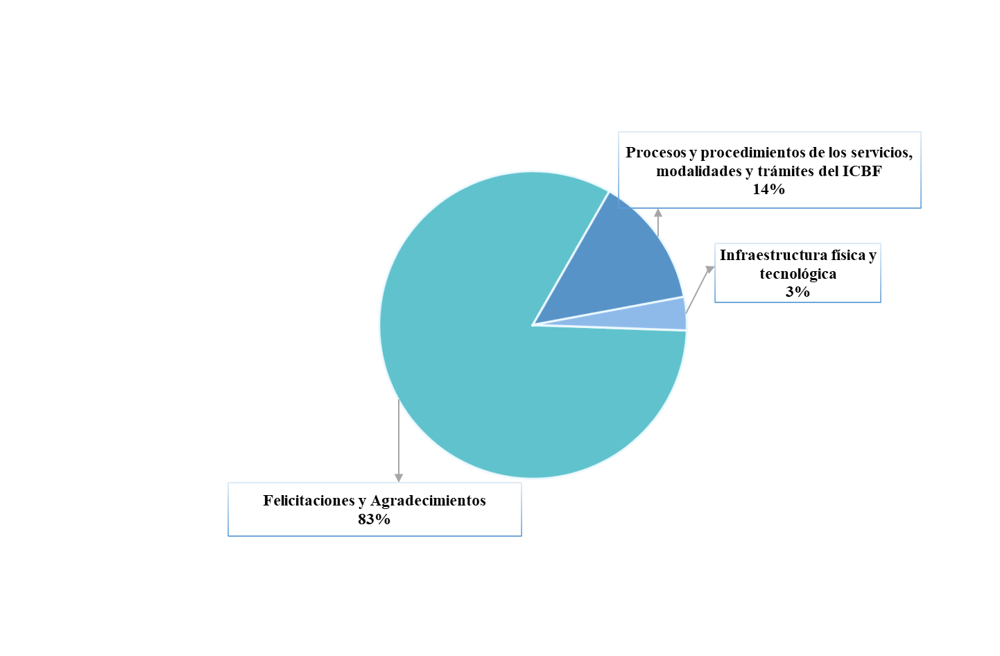 Procesos y procedimientos de los servicios,
modalidades y trámites del ICBF
14%
Infraestructura física y
tecnológica
3%
Felicitaciones y Agradecimientos
83%